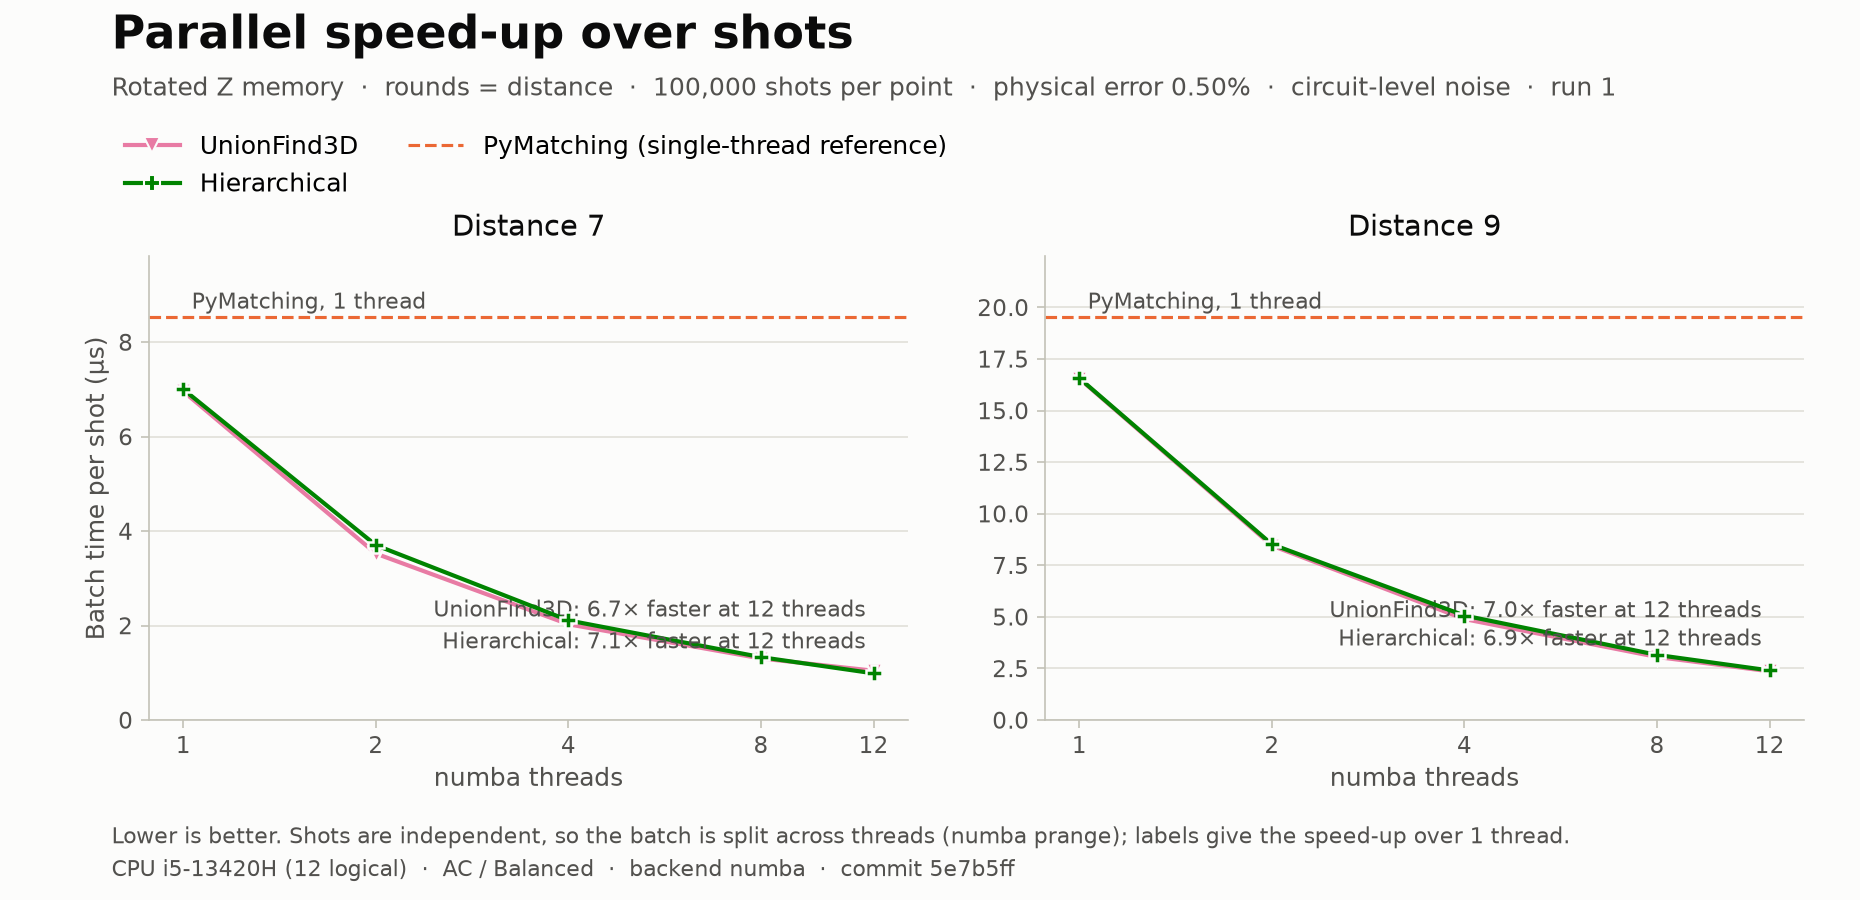 Parallel speed-up over shots
Rotated Z memory · rounds = distance · 100,000 shots per point · physical error 0.50% · circuit-level noise · run 1
UnionFind3D
PyMatching (single-thread reference)
Hierarchical
Distance 7
PyMatching, 1 thread
Batch time per shot (µs)
8
6
4
2
0
UnionFind3D: 6.7× faster at 12 threads
Hierarchical: 7.1× faster at 12 threads
1 2 4 8 12
numba threads
Distance 9
PyMatching, 1 thread
20.0
17.5
15.0
12.5
10.0
7.5
5.0
2.5
0.0
UnionFind3D: 7.0× faster at 12 threads
Hierarchical: 6.9× faster at 12 threads
1 2 4 8 12
numba threads
Lower is better. Shots are independent, so the batch is split across threads (numba prange); labels give the speed-up over 1 thread.
CPU i5-13420H (12 logical) · AC / Balanced · backend numba · commit 5e7b5ff